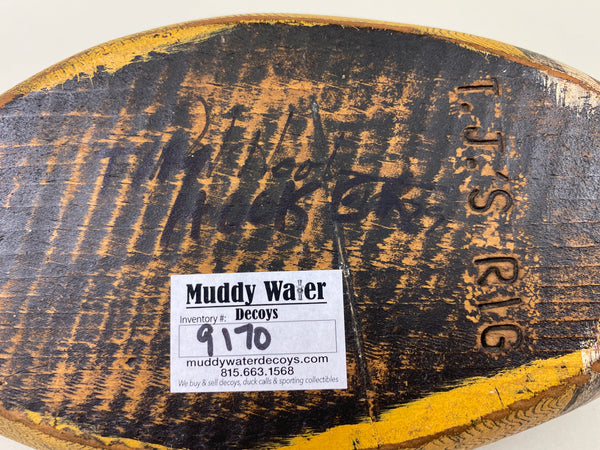 T.J.'S RIG
Muddy Water
Decoys
Inventory #:
9170
muddywaterdecoys.com
815.663.1568
We buy & sell decoys, duck calls & sporting collectibles